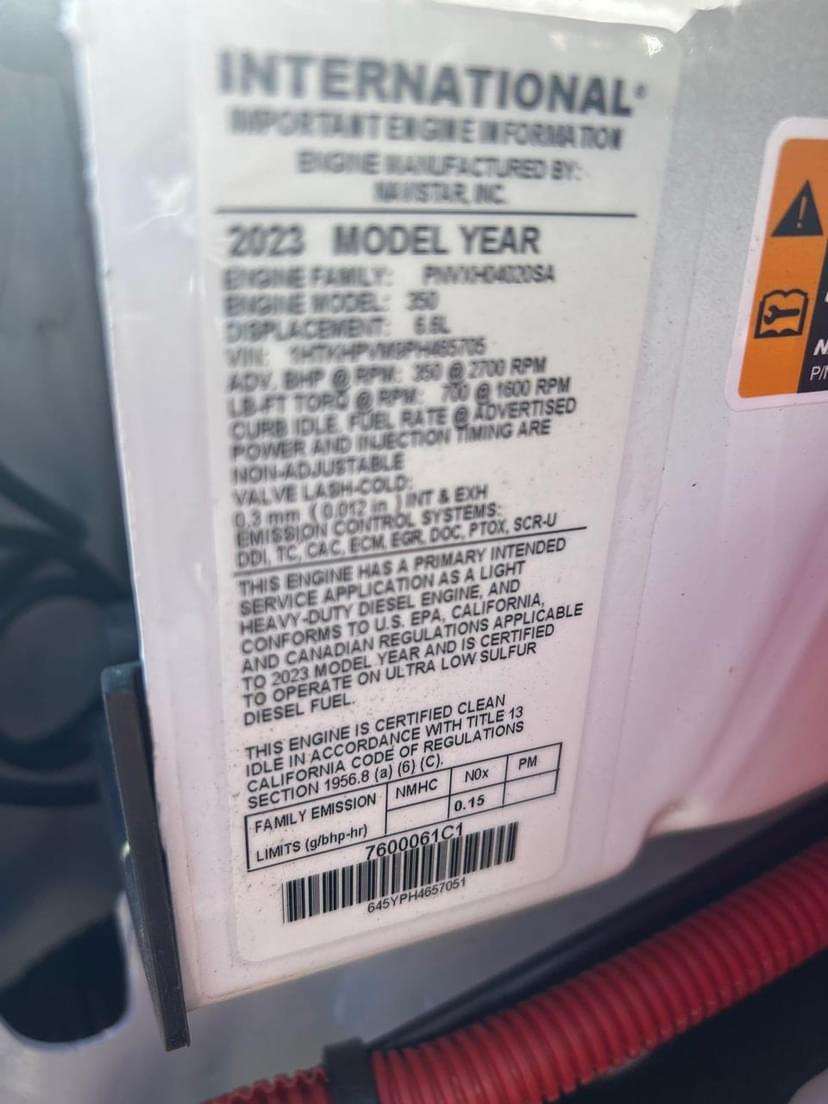 INTERNATIONAL®
IMPORTANT ENGINE INFORMATION
ENGINE MANUFACTURED BY:
NAVISTAR, INC.
2023 MODEL YEAR
ENGINE FAMILY: PNVXH04020SA
ENGINE MODEL: 350
DISPLACEMENT: 6.6L
VIN:
ADV. BHP @ RPM: 350 @ 2700 RPM
LB-FT TORQ @ RPM: 700 @ 1600 RPM
CURB IDLE, FUEL RATE @ ADVERTISED
POWER AND INJECTION TIMING ARE
NON-ADJUSTABLE
VALVE LASH-COLD:
0.3 mm ( 0.012 in ) INT & EXH
EMISSION CONTROL SYSTEMS:
DDI, TC, CAC, ECM, EGR, DOC, PTOX, SCR-U
THIS ENGINE HAS A PRIMARY INTENDED
SERVICE APPLICATION AS A LIGHT
HEAVY-DUTY DIESEL ENGINE, AND
CONFORMS TO U.S. EPA, CALIFORNIA,
AND CANADIAN REGULATIONS APPLICABLE
TO 2023 MODEL YEAR AND IS CERTIFIED
TO OPERATE ON ULTRA LOW SULFUR
DIESEL FUEL.
THIS ENGINE IS CERTIFIED CLEAN
IDLE IN ACCORDANCE WITH TITLE 13
CALIFORNIA CODE OF REGULATIONS
SECTION 1956.8 (a) (6) (C).
FAMILY EMISSION NMHC N0x PM
LIMITS (g/bhp-hr) 0.15
7600061C1
645YPH4657051
N
P/N